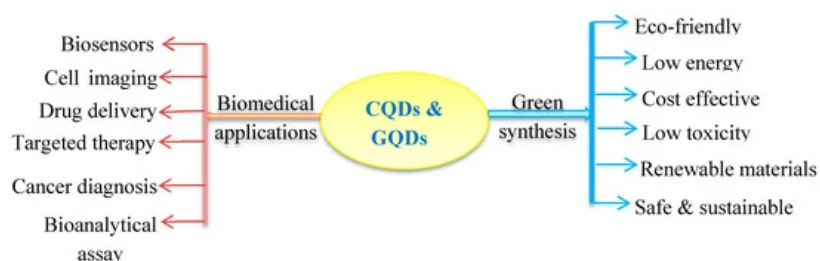 Biosensors
Cell imaging
Drug delivery
Targeted therapy
Cancer diagnosis
Bioanalytical
assay
Biomedical
applications
CQDs &
GQDs
Green
synthesis
Eco-friendly
Low energy
Cost effective
Low toxicity
Renewable materials
Safe & sustainable